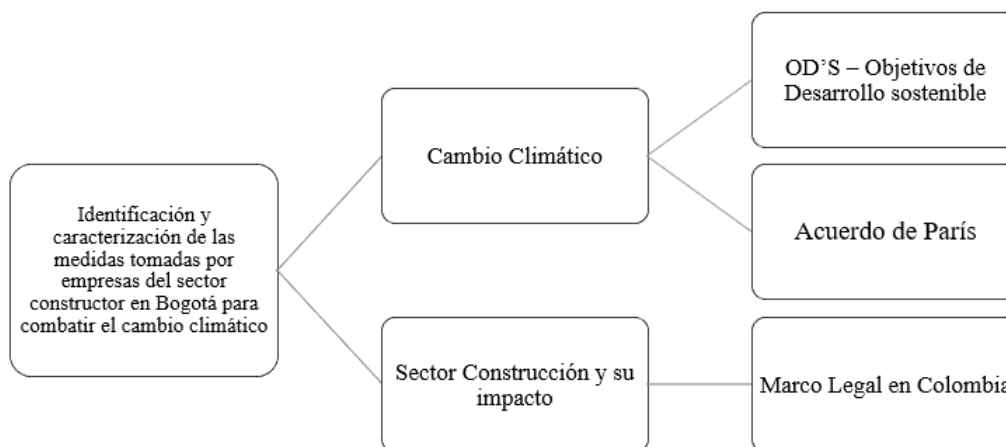 Identificación y
caracterización de las
medidas tomadas por
empresas del sector
constructor en Bogotá para
combatir el cambio climático
Cambio Climático
Sector Construcción y su
impacto
OD’S – Objetivos de
Desarrollo sostenible
Acuerdo de París
Marco Legal en Colombia